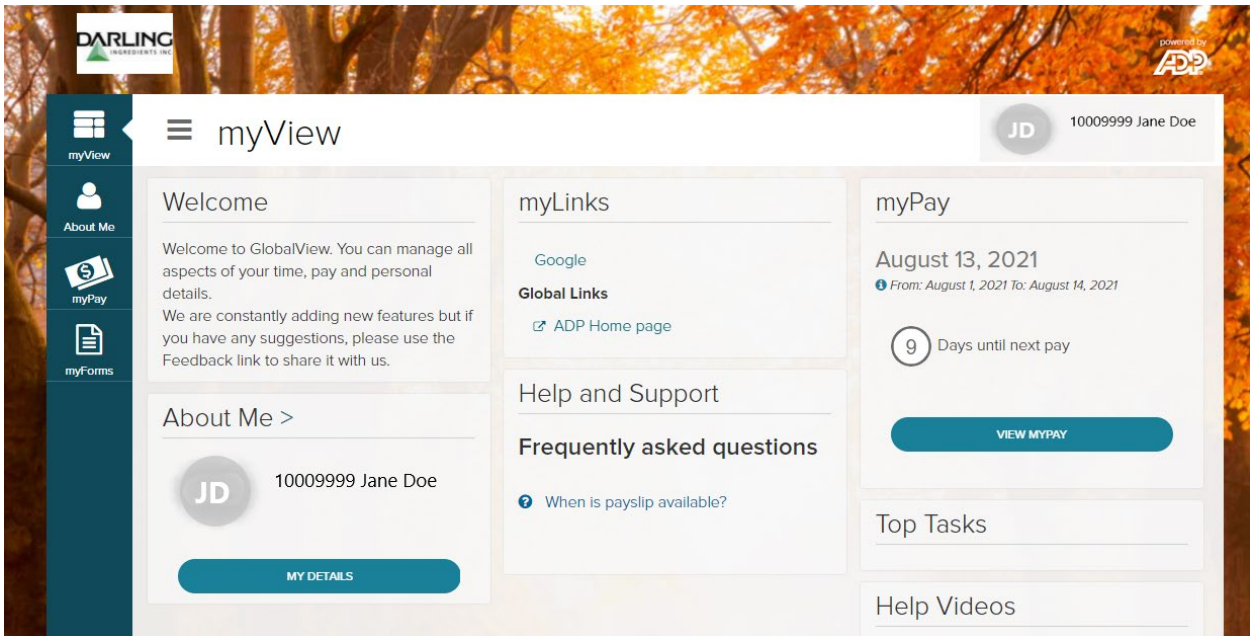 DARLING
INGREDIENTS INC
powered by
ADP
myView
About Me
myPay
myForms
myView
JD
10009999 Jane Doe
Welcome
Welcome to GlobalView. You can manage all
aspects of your time, pay and personal
details.
We are constantly adding new features but if
you have any suggestions, please use the
Feedback link to share it with us.
About Me >
JD
10009999 Jane Doe
MY DETAILS
myLinks
Google
Global Links
ADP Home page
Help and Support
Frequently asked questions
? When is payslip available?
myPay
August 13, 2021
i From: August 1, 2021 To: August 14, 2021
9 Days until next pay
VIEW MYPAY
Top Tasks
Help Videos